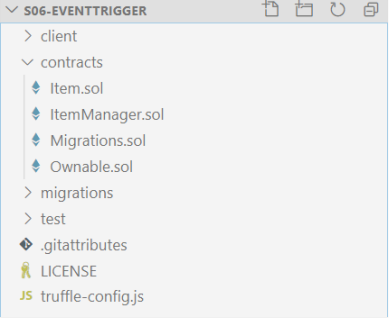 S06-EVENTTRIGGER
client
contracts
Item.sol
ItemManager.sol
Migrations.sol
Ownable.sol
migrations
test
.gitattributes
LICENSE
JS truffle-config.js